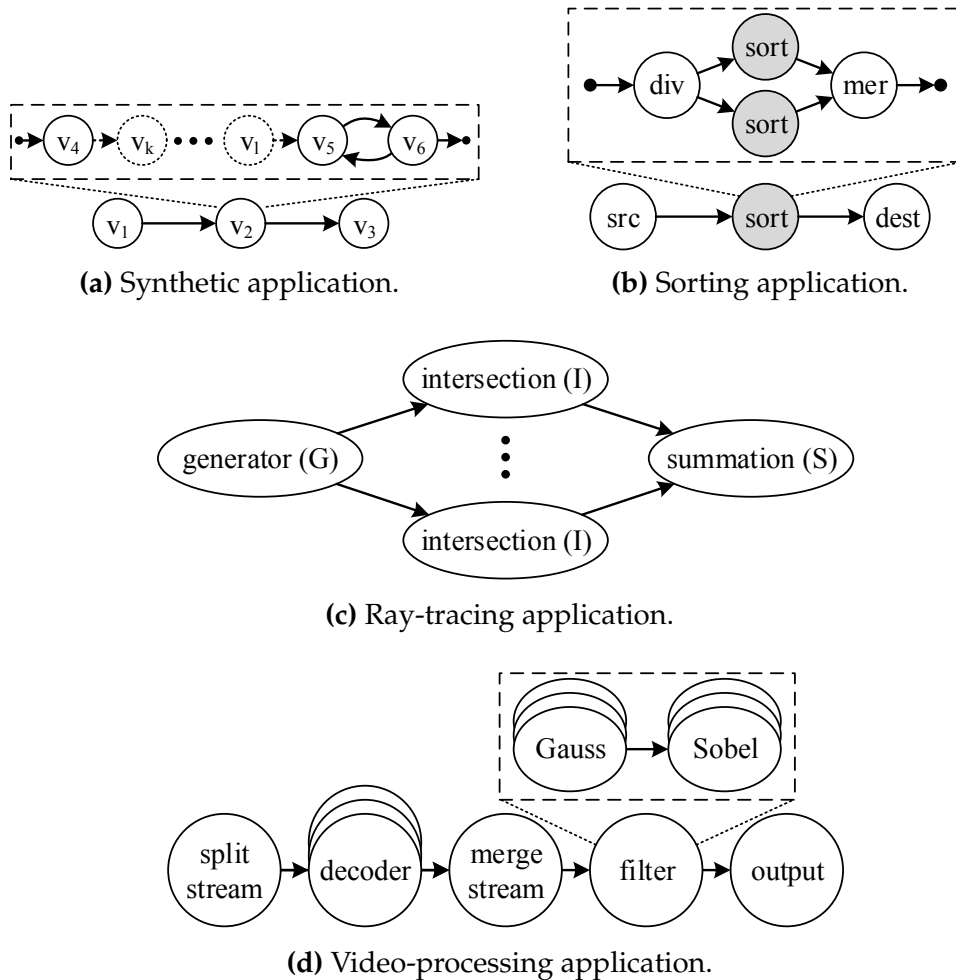 v4 vk ••• vl v5 v6
v1 v2 v3
(a) Synthetic application.
sort
div mer
sort
src sort dest
(b) Sorting application.
intersection (I)
generator (G) summation (S)
intersection (I)
(c) Ray-tracing application.
Gauss Sobel
split
stream
decoder
merge
stream
filter
output
(d) Video-processing application.